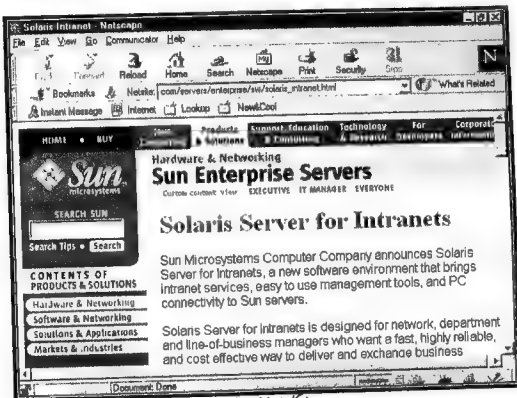 Solaris Intranet - Netscape
File Edit View Go Communicator Help
Back Forward Reload Home Search Netscape Print Security Stop
Bookmarks Netsite: .com/servers/enterprise/sw/solaris_intranet.html What's Related
Instant Message Internet Lookup New&Cool
HOME • BUY
Products & Solutions Support, Education & Consulting Technology & Research For Developers Corporate Information
Hardware & Networking
Sun Enterprise Servers
Custom content view EXECUTIVE IT MANAGER EVERYONE
Sun
microsystems
SEARCH SUN
Search Tips • Search
CONTENTS OF
PRODUCTS & SOLUTIONS
Hardware & Networking
Software & Networking
Solutions & Applications
Markets & Industries
Solaris Server for Intranets
Sun Microsystems Computer Company announces Solaris
Server for Intranets, a new software environment that brings
intranet services, easy to use management tools, and PC
connectivity to Sun servers.
Solaris Server for intranets is designed for network, department
and line-of-business managers who want a fast, highly reliable,
and cost effective way to deliver and exchange business
Document: Done